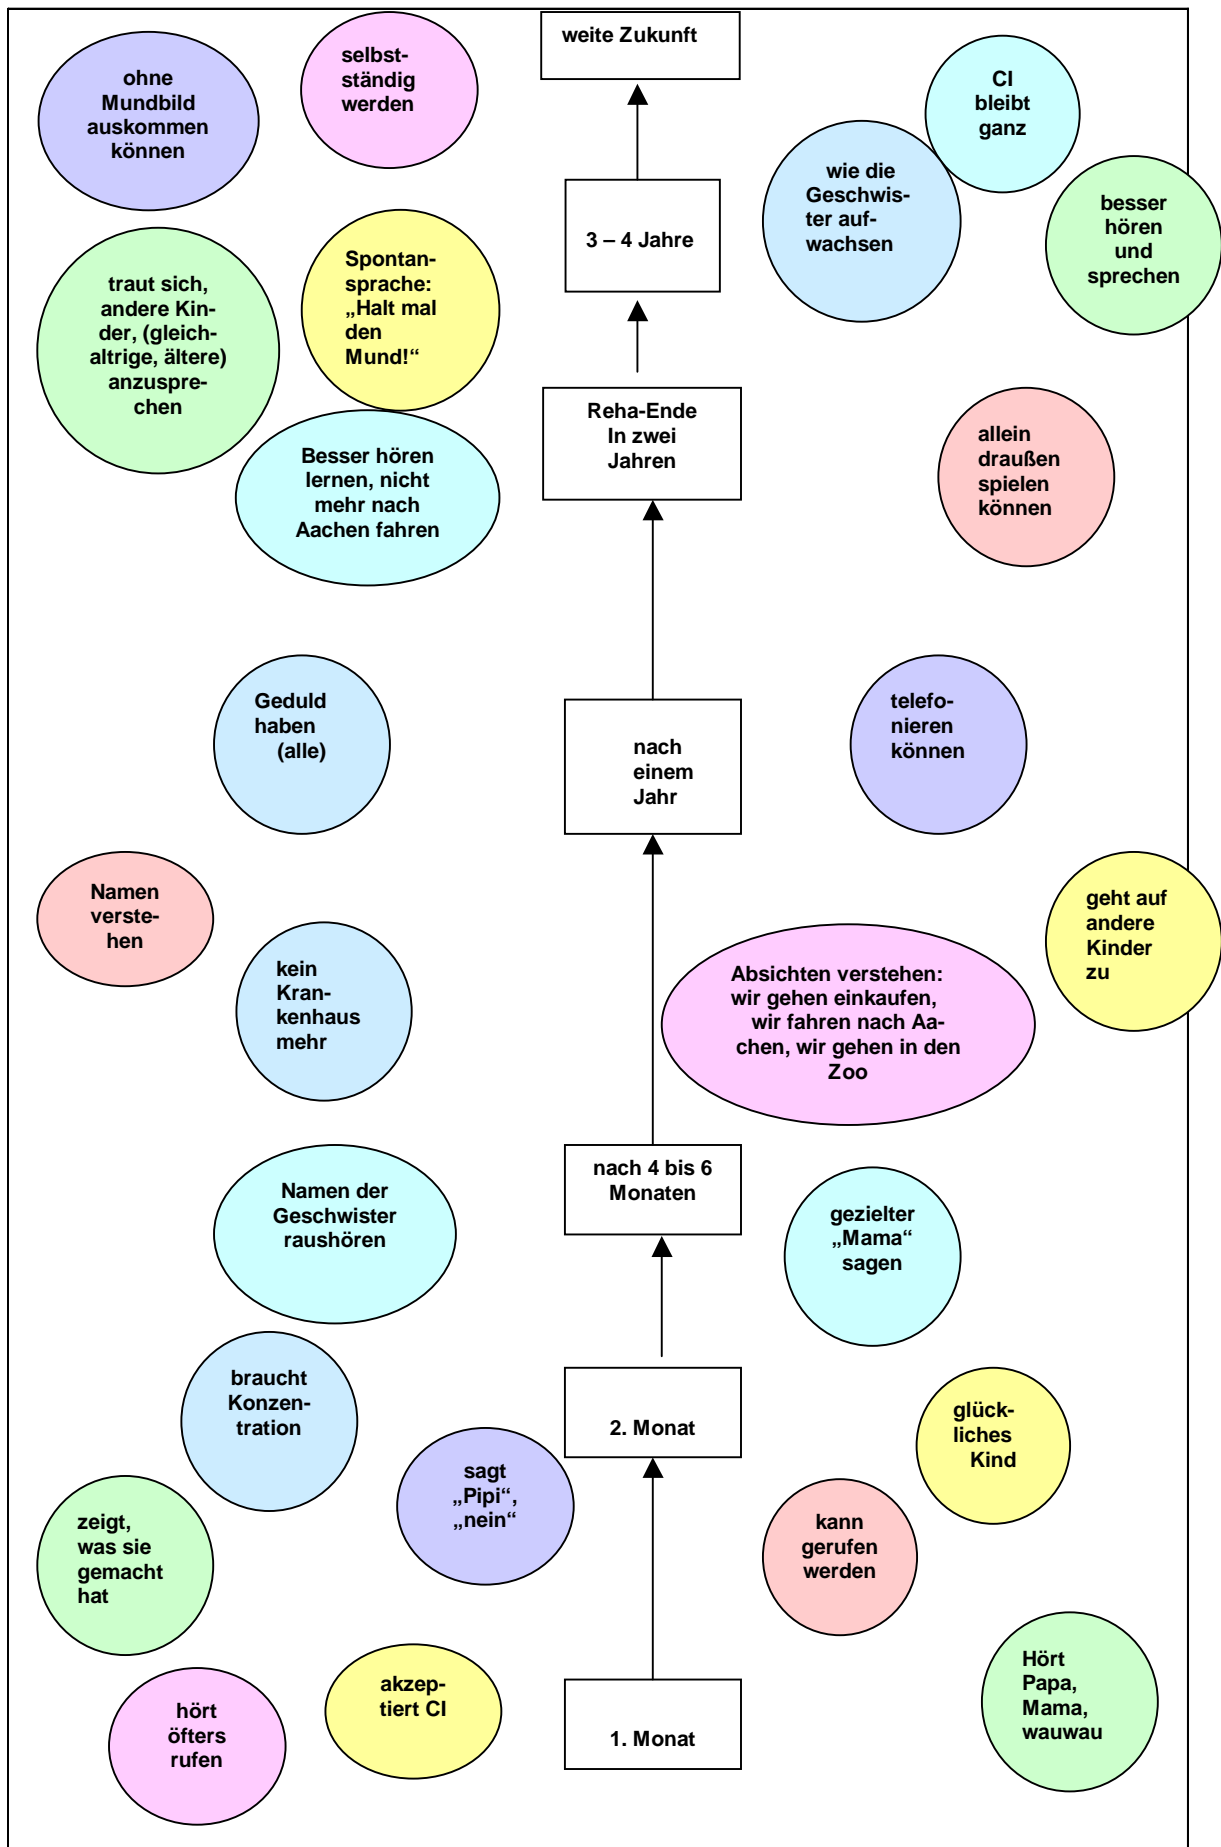 weite Zukunft
ohne
Mundbild
auskommen
können
selbst-
ständig
werden
CI
bleibt
ganz
wie die
Geschwis-
ter auf-
wachsen
besser
hören
und
sprechen
3 – 4 Jahre
traut sich,
andere Kin-
der, (gleich-
altrige, ältere)
anzuspre-
chen
Spontan-
sprache:
„Halt mal
den
Mund!“
Reha-Ende
In zwei
Jahren
Besser hören
lernen, nicht
mehr nach
Aachen fahren
allein
draußen
spielen
können
Geduld
haben
(alle)
nach
einem
Jahr
telefo-
nieren
können
Namen
verste-
hen
kein
Kran-
kenhaus
mehr
Absichten verstehen:
wir gehen einkaufen,
wir fahren nach Aa-
chen, wir gehen in den
Zoo
geht auf
andere
Kinder
zu
nach 4 bis 6
Monaten
Namen der
Geschwister
raushören
gezielter
„Mama“
sagen
braucht
Konzen-
tration
2. Monat
glück-
liches
Kind
sagt
„Pipi“,
„nein“
zeigt,
was sie
gemacht
hat
kann
gerufen
werden
hört
öfters
rufen
akzep-
tiert CI
1. Monat
Hört
Papa,
Mama,
wauwau